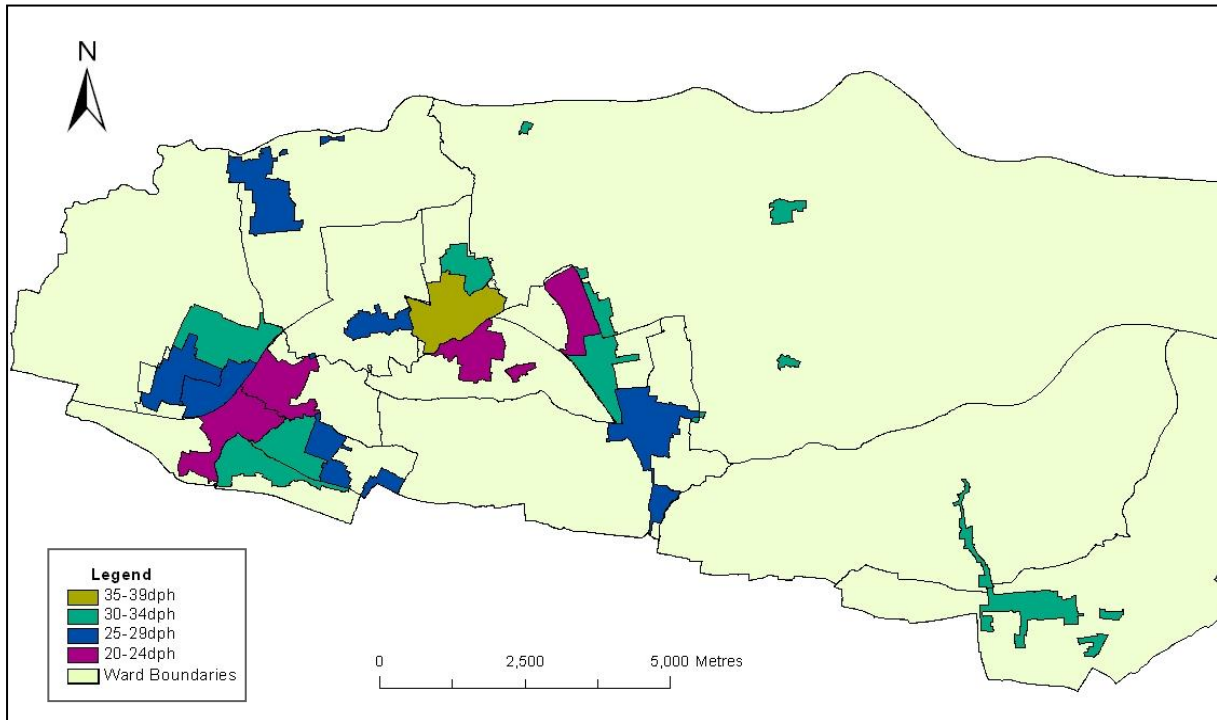 N
Legend
35-39dph
30-34dph
25-29dph
20-24dph
Ward Boundaries
0 2,500 5,000 Metres